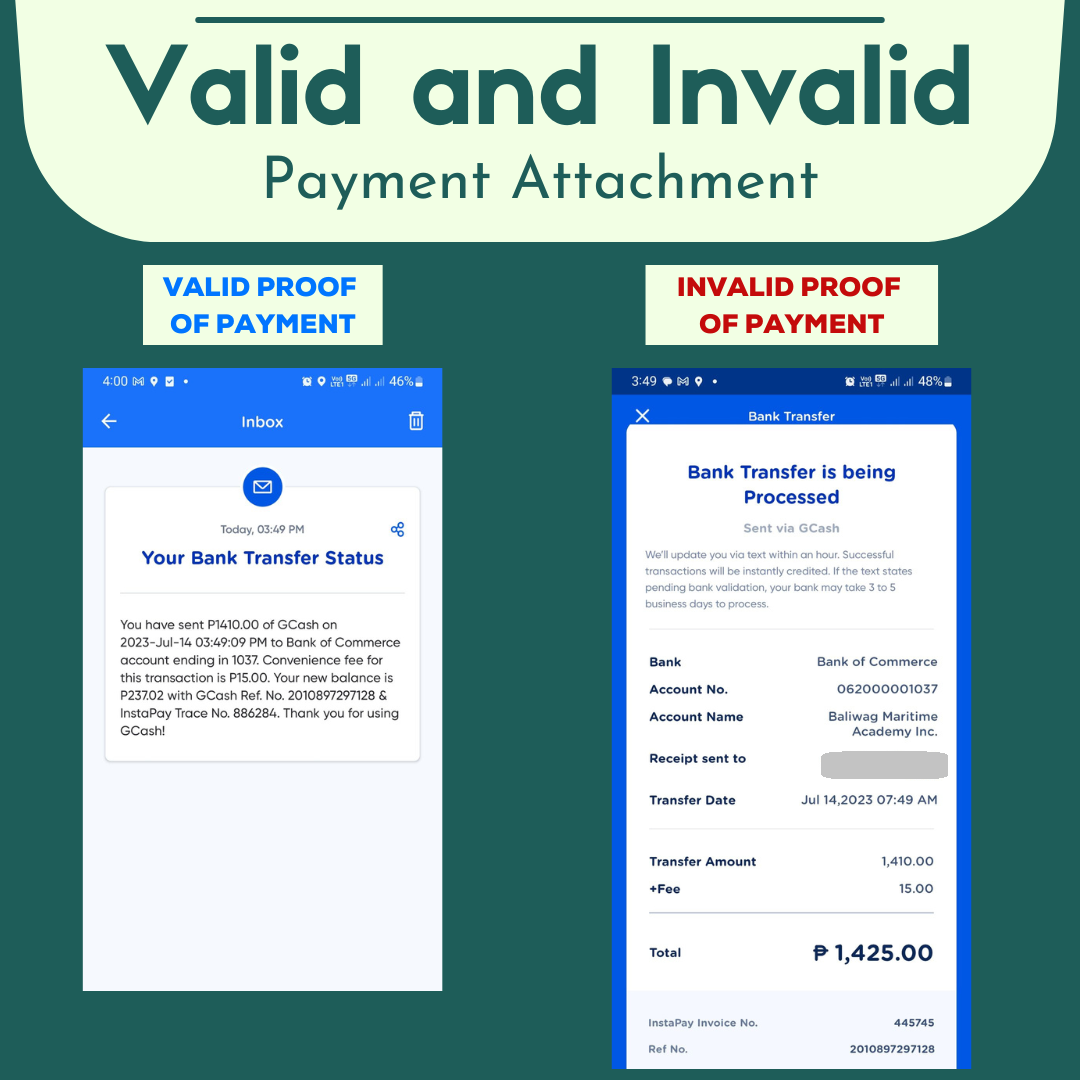 Valid and Invalid
Payment Attachment
VALID PROOF
OF PAYMENT
4:00
46%
Inbox
Today, 03:49 PM
Your Bank Transfer Status
You have sent P1410.00 of GCash on
2023-Jul-14 03:49:09 PM to Bank of Commerce
account ending in 1037. Convenience fee for
this transaction is P15.00. Your new balance is
P237.02 with GCash Ref. No. 2010897297128 &
InstaPay Trace No. 886284. Thank you for using
GCash!
INVALID PROOF
OF PAYMENT
3:49
48%
Bank Transfer
Bank Transfer is being
Processed
Sent via GCash
We'll update you via text within an hour. Successful
transactions will be instantly credited. If the text states
pending bank validation, your bank may take 3 to 5
business days to process.
Bank Bank of Commerce
Account No. 062000001037
Account Name Baliwag Maritime
Academy Inc.
Receipt sent to
Transfer Date Jul 14,2023 07:49 AM
Transfer Amount 1,410.00
+Fee 15.00
Total ₱ 1,425.00
InstaPay Invoice No. 445745
Ref No. 2010897297128